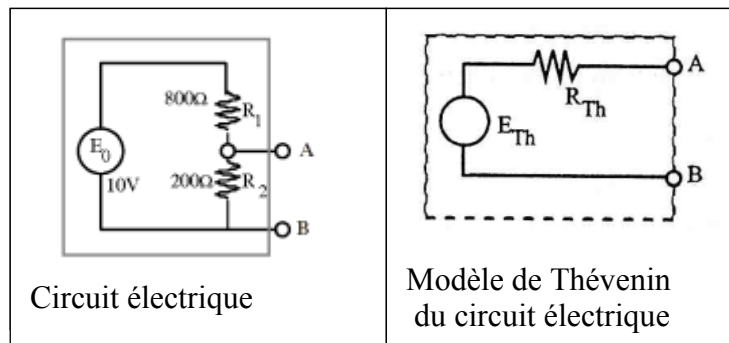 800Ω
R1
A
E0
10V
200Ω
R2
B
Circuit électrique
A
RTh
ETh
B
Modèle de Thévenin
du circuit électrique